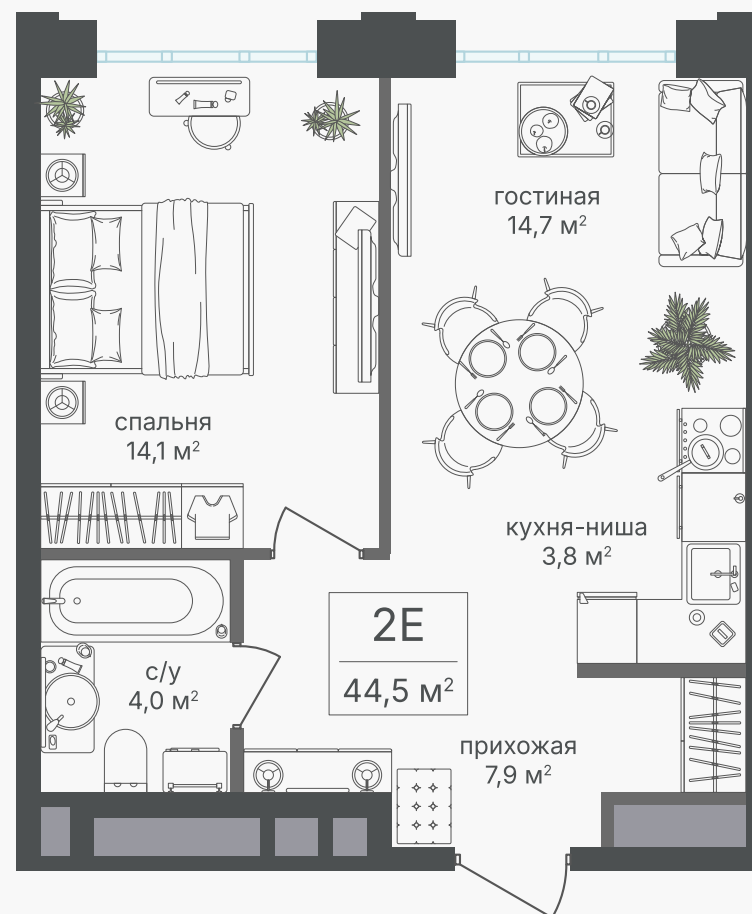 гостиная
14,7 м²
спальня
14,1 м²
кухня-ниша
3,8 м²
2Е
44,5 м²
с/у
4,0 м²
прихожая
7,9 м²